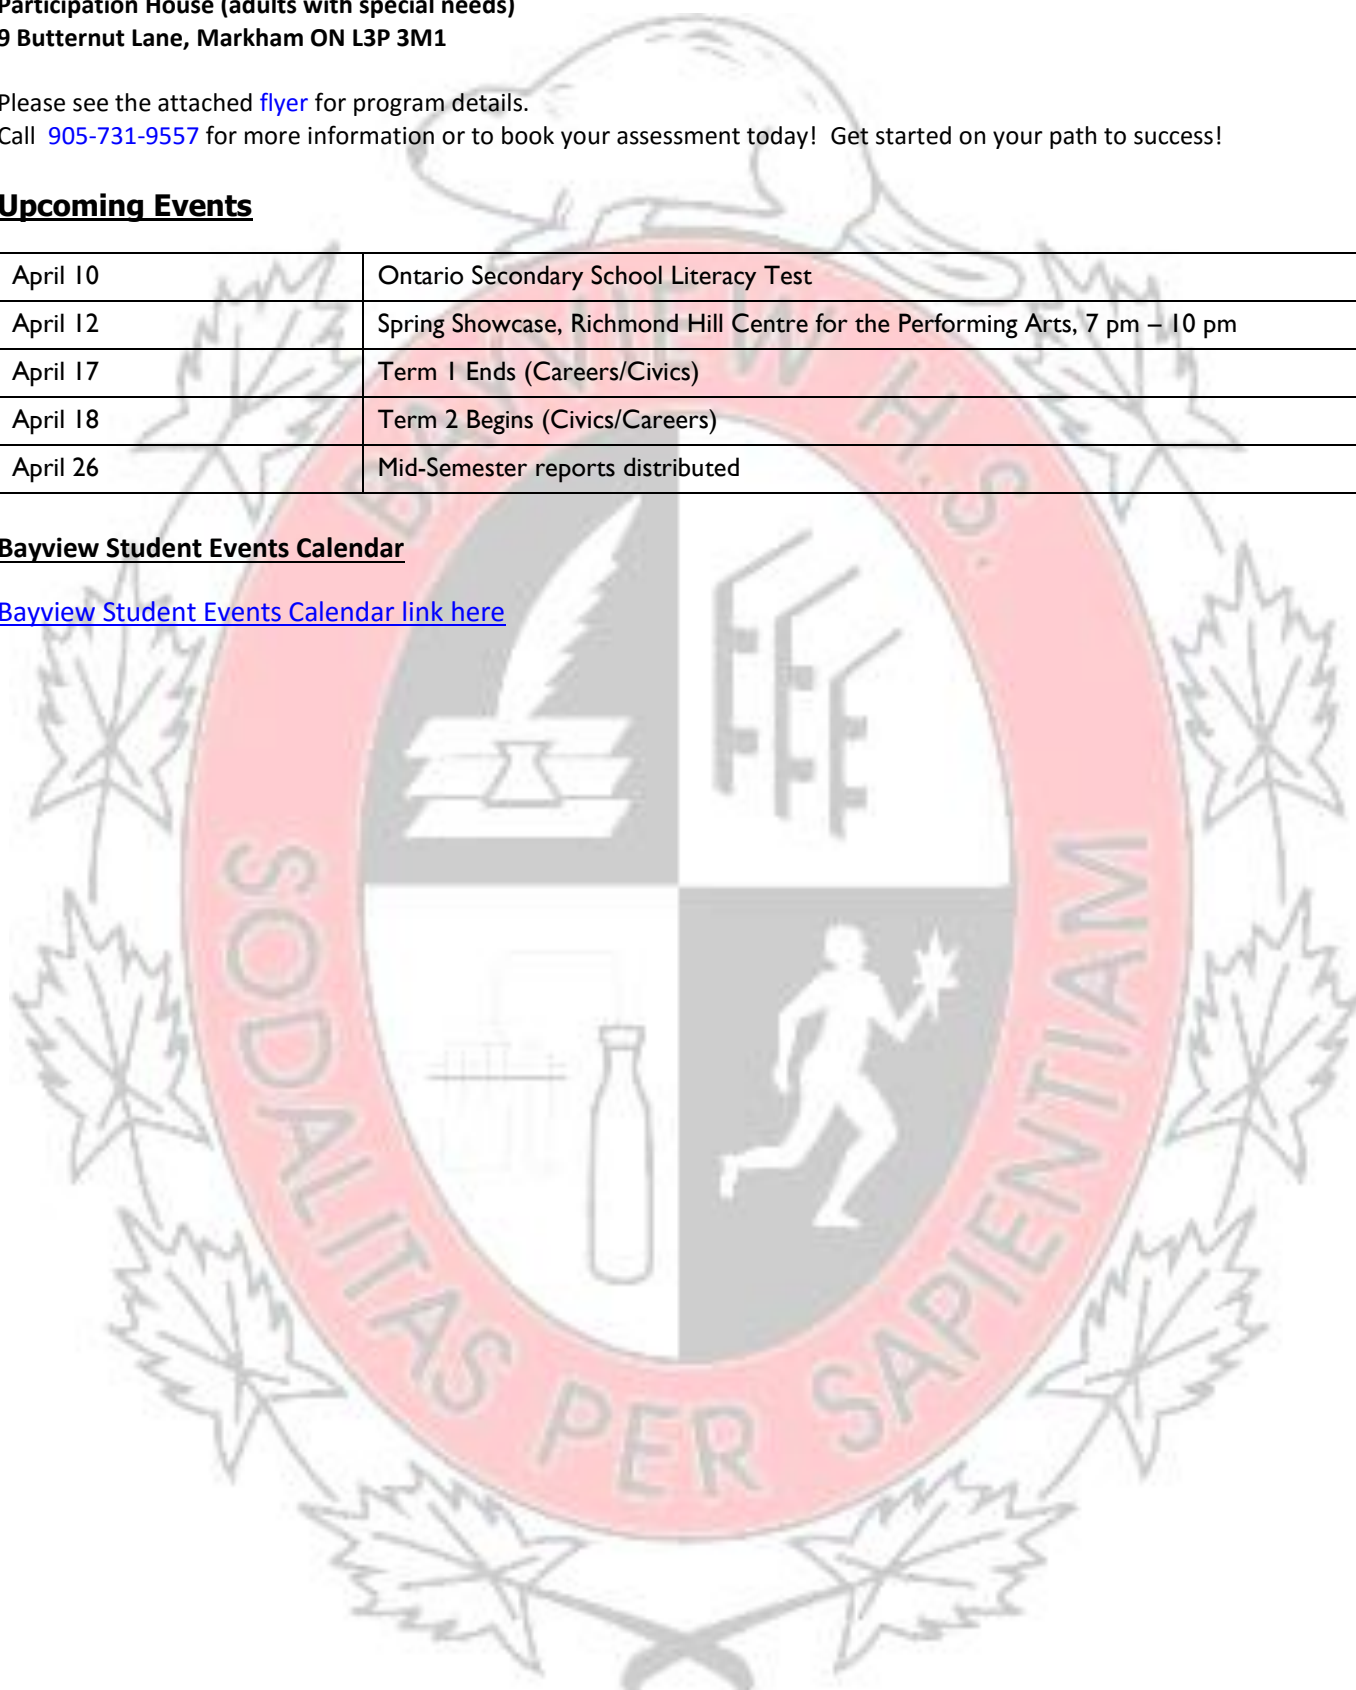 Participation House (adults with special needs)
9 Butternut Lane, Markham ON L3P 3M1
Please see the attached flyer for program details.
Call  905-731-9557 for more information or to book your assessment today!  Get started on your path to success!
Upcoming Events
April 10 Ontario Secondary School Literacy Test
April 12 Spring Showcase, Richmond Hill Centre for the Performing Arts, 7 pm – 10 pm
April 17 Term 1 Ends (Careers/Civics)
April 18 Term 2 Begins (Civics/Careers)
April 26 Mid-Semester reports distributed
Bayview Student Events Calendar
Bayview Student Events Calendar link here
BAYVIEW H.S.
SODALITAS PER SAPIENTIAM